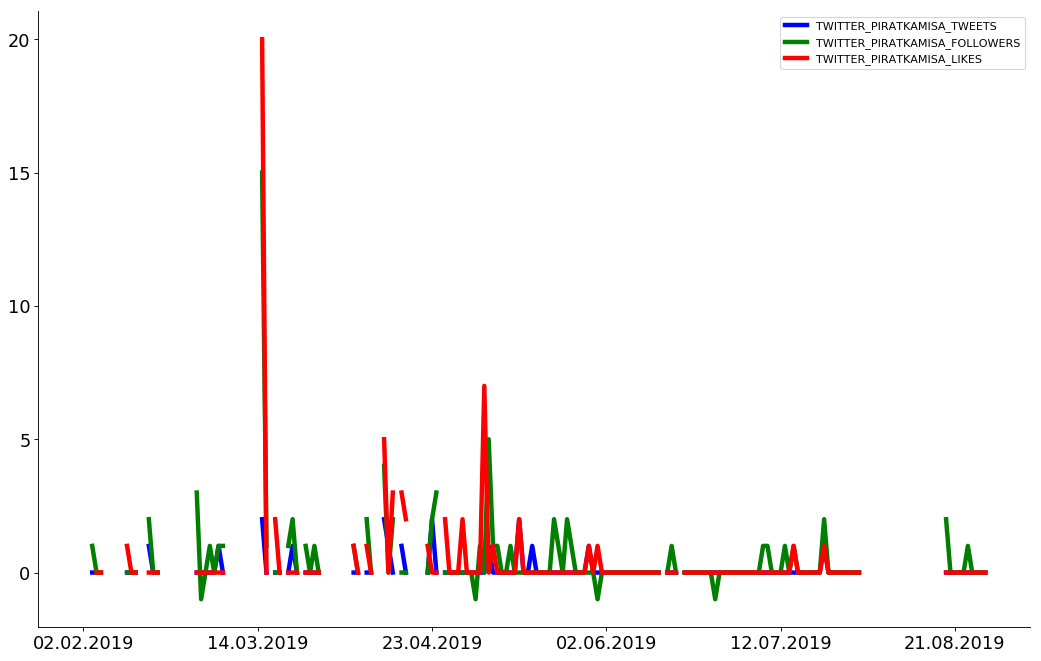 TWITTER_PIRATKAMISA_TWEETS
TWITTER_PIRATKAMISA_FOLLOWERS
TWITTER_PIRATKAMISA_LIKES
20
15
10
5
0
02.02.2019 14.03.2019 23.04.2019 02.06.2019 12.07.2019 21.08.2019